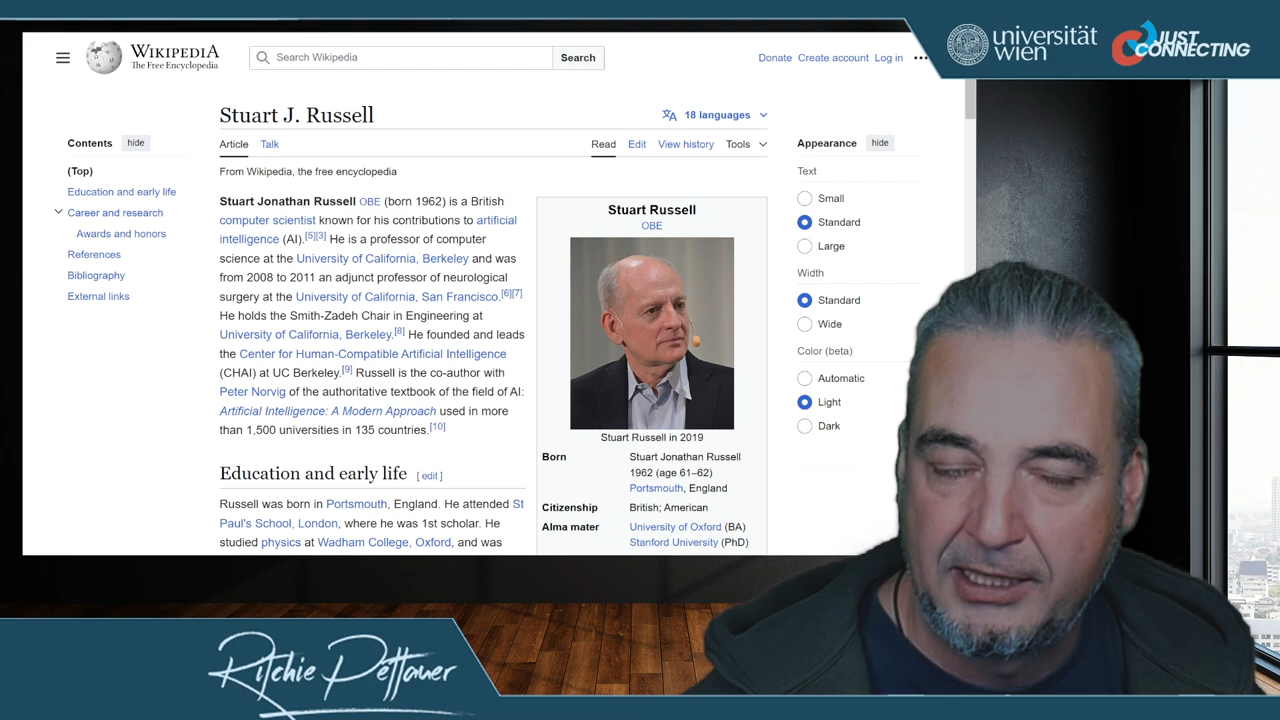 WIKIPEDIA
The Free Encyclopedia
Search Wikipedia
Search
Donate Create account Log in
universität
wien
JUST
CONNECTING
Stuart J. Russell
18 languages
Contents hide
(Top)
Education and early life
Career and research
Awards and honors
References
Bibliography
External links
Article Talk
Read Edit View history Tools
From Wikipedia, the free encyclopedia
Stuart Jonathan Russell OBE (born 1962) is a British
computer scientist known for his contributions to artificial
intelligence (AI).[5][3] He is a professor of computer
science at the University of California, Berkeley and was
from 2008 to 2011 an adjunct professor of neurological
surgery at the University of California, San Francisco.[6][7]
He holds the Smith-Zadeh Chair in Engineering at
University of California, Berkeley.[8] He founded and leads
the Center for Human-Compatible Artificial Intelligence
(CHAI) at UC Berkeley.[9] Russell is the co-author with
Peter Norvig of the authoritative textbook of the field of AI:
Artificial Intelligence: A Modern Approach used in more
than 1,500 universities in 135 countries.[10]
Education and early life [ edit ]
Russell was born in Portsmouth, England. He attended St
Paul's School, London, where he was 1st scholar. He
studied physics at Wadham College, Oxford, and was
Stuart Russell
OBE
Stuart Russell in 2019
Born Stuart Jonathan Russell
1962 (age 61–62)
Portsmouth, England
Citizenship British; American
Alma mater University of Oxford (BA)
Stanford University (PhD)
Appearance hide
Text
Small
Standard
Large
Width
Standard
Wide
Color (beta)
Automatic
Light
Dark
Ritchie Pettauer